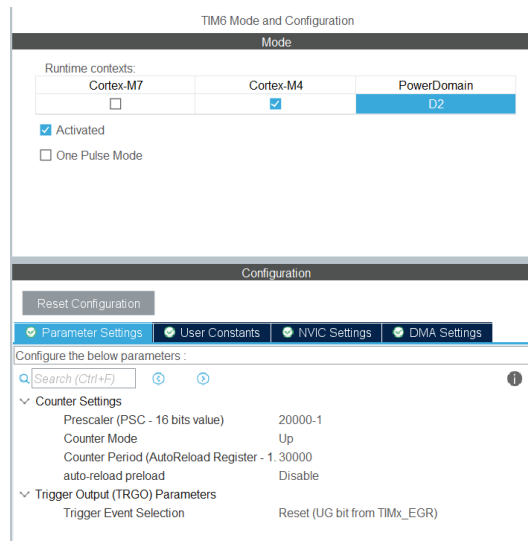 TIM6 Mode and Configuration
Mode
Runtime contexts:
Cortex-M7 Cortex-M4 PowerDomain
D2
Activated
One Pulse Mode
Configuration
Reset Configuration
Parameter Settings User Constants NVIC Settings DMA Settings
Configure the below parameters :
Search (Ctrl+F)
Counter Settings
Prescaler (PSC - 16 bits value) 20000-1
Counter Mode Up
Counter Period (AutoReload Register - 1. 30000
auto-reload preload Disable
Trigger Output (TRGO) Parameters
Trigger Event Selection Reset (UG bit from TIMx_EGR)